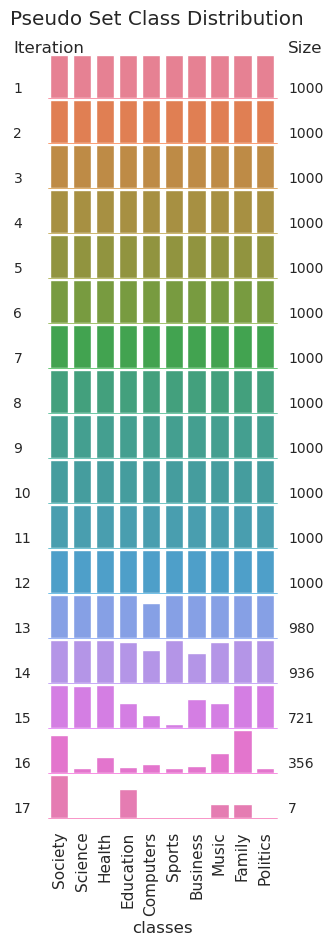 Pseudo Set Class Distribution
Iteration Size
1 1000
2 1000
3 1000
4 1000
5 1000
6 1000
7 1000
8 1000
9 1000
10 1000
11 1000
12 1000
13 980
14 936
15 721
16 356
17 7
Society
Science
Health
Education
Computers
Sports
Business
Music
Family
Politics
classes